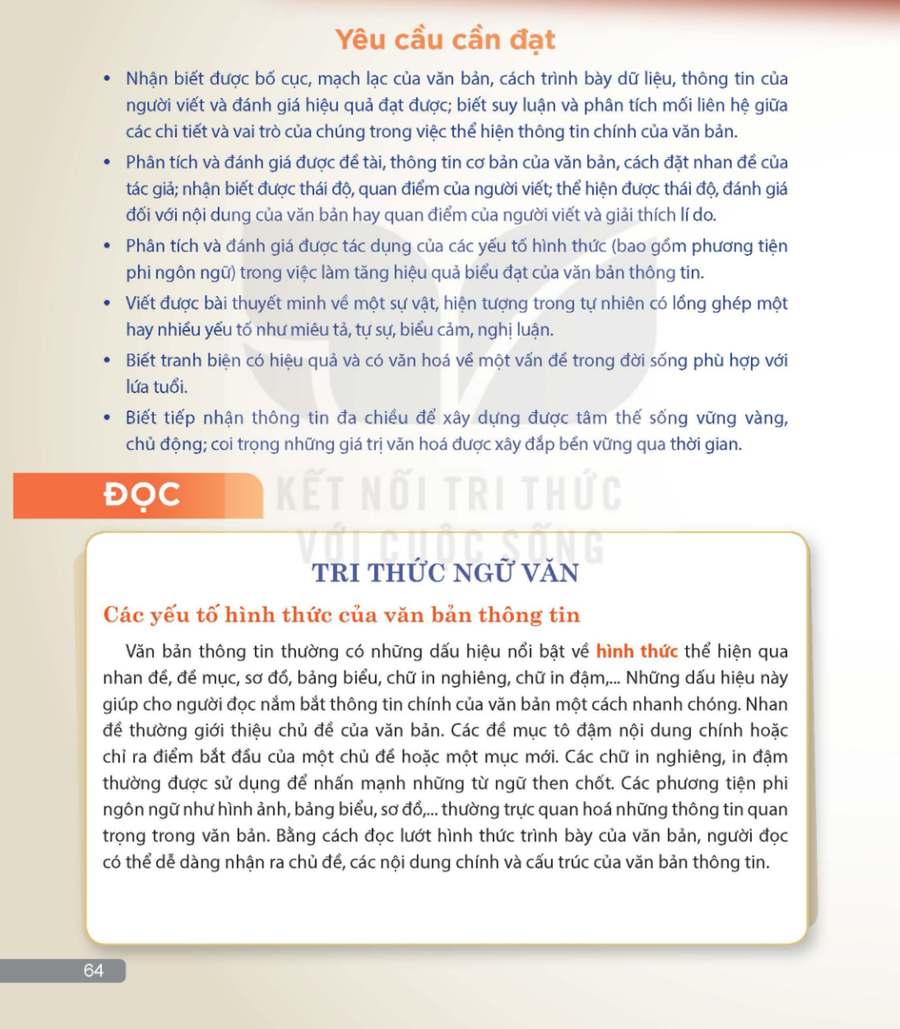 Yêu cầu cần đạt
• Nhận biết được bố cục, mạch lạc của văn bản, cách trình bày dữ liệu, thông tin của
người viết và đánh giá hiệu quả đạt được; biết suy luận và phân tích mối liên hệ giữa
các chi tiết và vai trò của chúng trong việc thể hiện thông tin chính của văn bản.
• Phân tích và đánh giá được đề tài, thông tin cơ bản của văn bản, cách đặt nhan đề của
tác giả; nhận biết được thái độ, quan điểm của người viết; thể hiện được thái độ, đánh giá
đối với nội dung của văn bản hay quan điểm của người viết và giải thích lí do.
• Phân tích và đánh giá được tác dụng của các yếu tố hình thức (bao gồm phương tiện
phi ngôn ngữ) trong việc làm tăng hiệu quả biểu đạt của văn bản thông tin.
• Viết được bài thuyết minh về một sự vật, hiện tượng trong tự nhiên có lồng ghép một
hay nhiều yếu tố như miêu tả, tự sự, biểu cảm, nghị luận.
• Biết tranh biện có hiệu quả và có văn hoá về một vấn đề trong đời sống phù hợp với
lứa tuổi.
• Biết tiếp nhận thông tin đa chiều để xây dựng được tâm thế sống vững vàng,
chủ động; coi trọng những giá trị văn hoá được xây đắp bền vững qua thời gian.
ĐỌC
KẾT NỐI TRI THỨC
VỚI CUỘC SỐNG
TRI THỨC NGỮ VĂN
Các yếu tố hình thức của văn bản thông tin
Văn bản thông tin thường có những dấu hiệu nổi bật về hình thức thể hiện qua
nhan đề, đề mục, sơ đồ, bảng biểu, chữ in nghiêng, chữ in đậm,... Những dấu hiệu này
giúp cho người đọc nắm bắt thông tin chính của văn bản một cách nhanh chóng. Nhan
đề thường giới thiệu chủ đề của văn bản. Các đề mục tô đậm nội dung chính hoặc
chỉ ra điểm bắt đầu của một chủ đề hoặc một mục mới. Các chữ in nghiêng, in đậm
thường được sử dụng để nhấn mạnh những từ ngữ then chốt. Các phương tiện phi
ngôn ngữ như hình ảnh, bảng biểu, sơ đồ,... thường trực quan hoá những thông tin quan
trọng trong văn bản. Bằng cách đọc lướt hình thức trình bày của văn bản, người đọc
có thể dễ dàng nhận ra chủ đề, các nội dung chính và cấu trúc của văn bản thông tin.
64